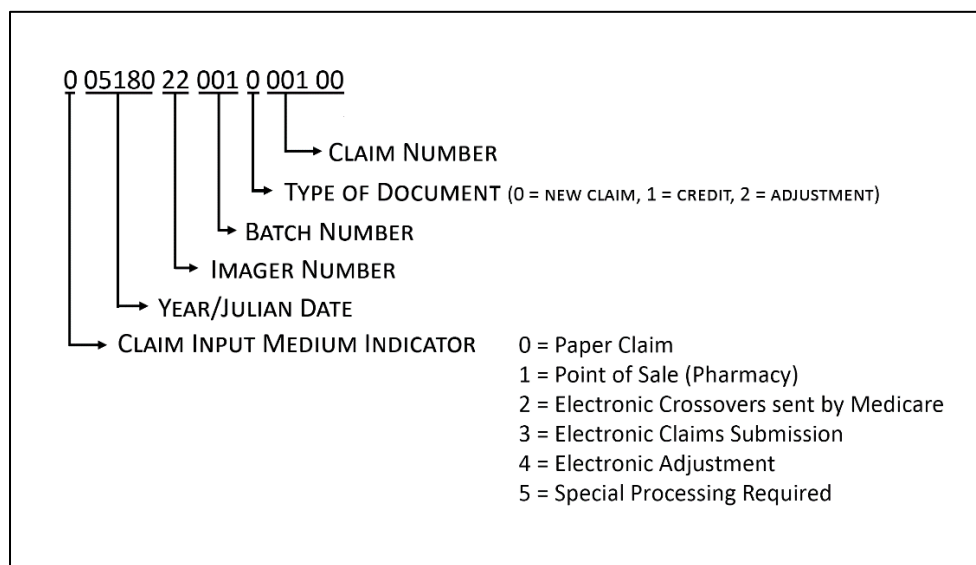 0 05180 22 001 0 001 00
CLAIM NUMBER
TYPE OF DOCUMENT (0 = NEW CLAIM, 1 = CREDIT, 2 = ADJUSTMENT)
BATCH NUMBER
IMAGER NUMBER
YEAR/JULIAN DATE
CLAIM INPUT MEDIUM INDICATOR
0 = Paper Claim
1 = Point of Sale (Pharmacy)
2 = Electronic Crossovers sent by Medicare
3 = Electronic Claims Submission
4 = Electronic Adjustment
5 = Special Processing Required